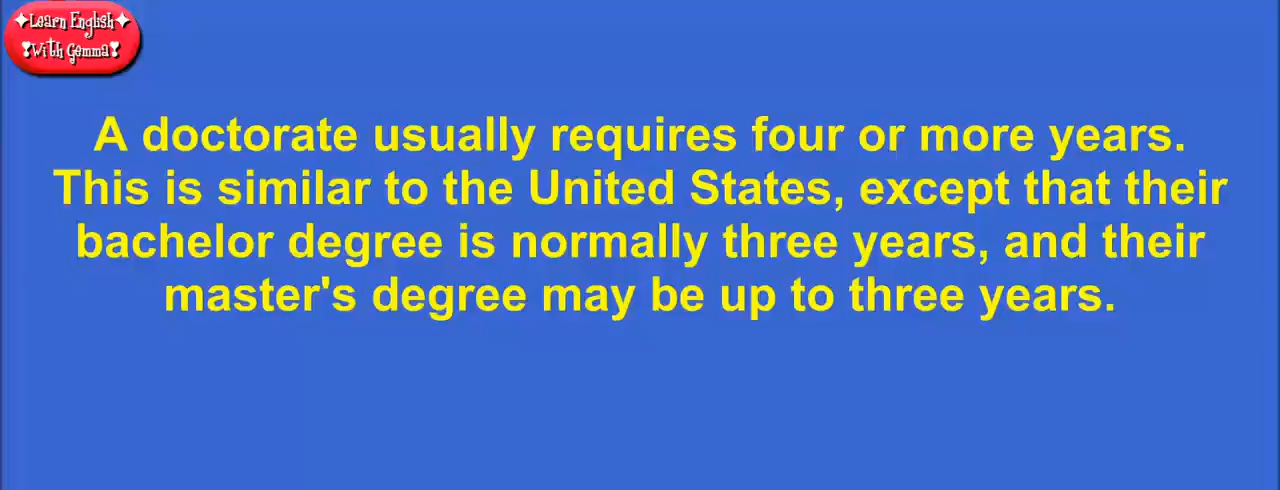 ✦Learn English✦
❣With Gemma❣
A doctorate usually requires four or more years.
This is similar to the United States, except that their
bachelor degree is normally three years, and their
master's degree may be up to three years.